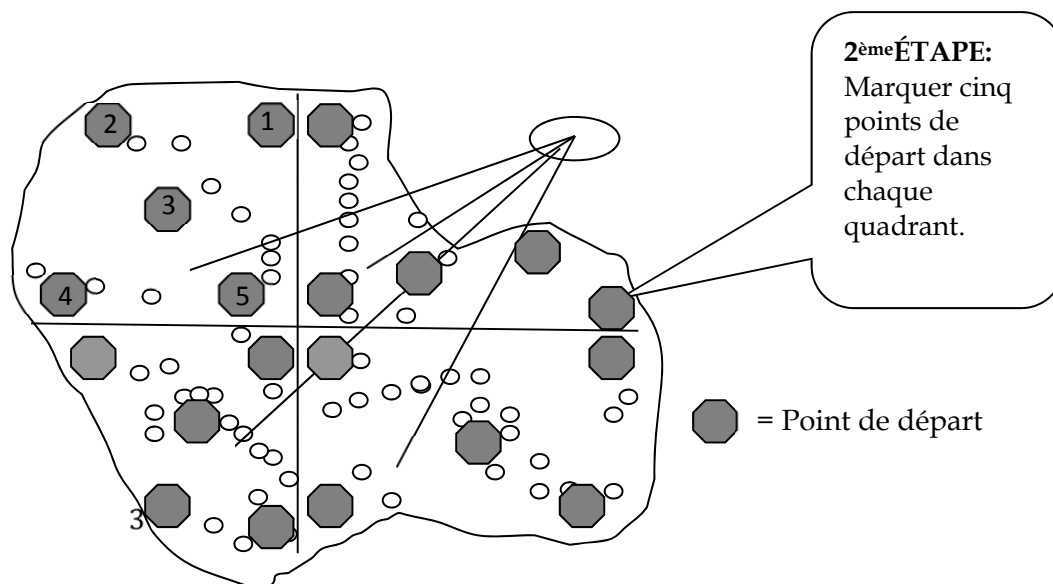 2èmeÉTAPE:
Marquer cinq
points de
départ dans
chaque
quadrant.
2
1
3
4
5
= Point de départ
3